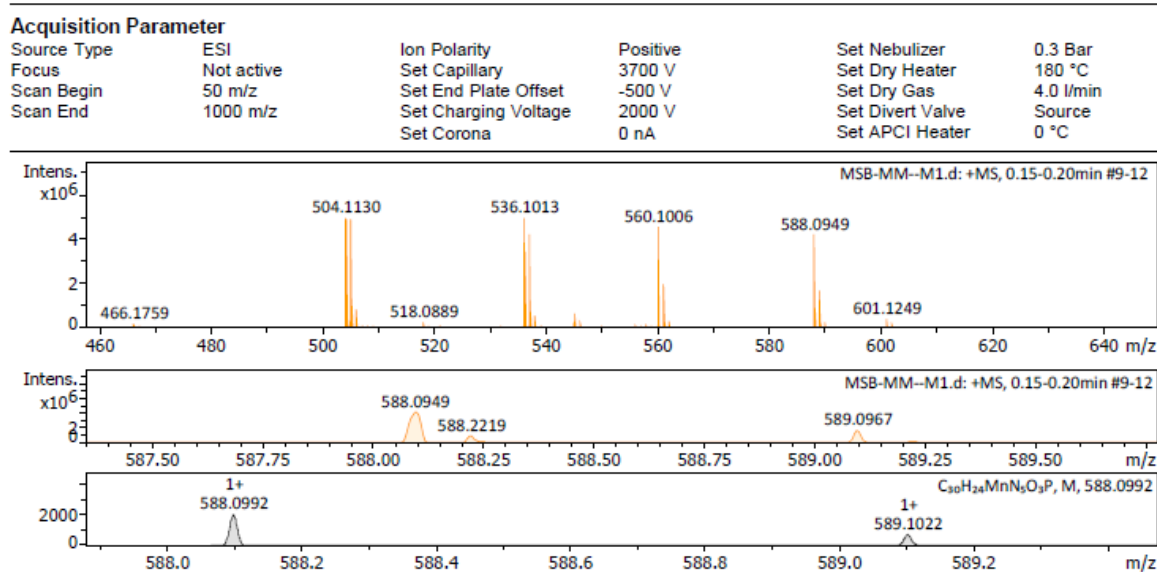 Acquisition Parameter
Source Type ESI Ion Polarity Positive Set Nebulizer 0.3 Bar
Focus Not active Set Capillary 3700 V Set Dry Heater 180 °C
Scan Begin 50 m/z Set End Plate Offset -500 V Set Dry Gas 4.0 l/min
Scan End 1000 m/z Set Charging Voltage 2000 V Set Divert Valve Source
Set Corona 0 nA Set APCI Heater 0 °C
Intens. MSB-MM--M1.d: +MS, 0.15-0.20min #9-12
x10⁶
504.1130 536.1013 560.1006 588.0949
4
2
466.1759 518.0889 601.1249
0
460 480 500 520 540 560 580 600 620 640 m/z
Intens. MSB-MM--M1.d: +MS, 0.15-0.20min #9-12
x10⁶ 588.0949
588.2219 589.0967
2
0
587.50 587.75 588.00 588.25 588.50 588.75 589.00 589.25 589.50 m/z
1+ C₃₀H₂₄MnN₅O₃P, M, 588.0992
588.0992 1+
2000 589.1022
0
588.0 588.2 588.4 588.6 588.8 589.0 589.2 m/z